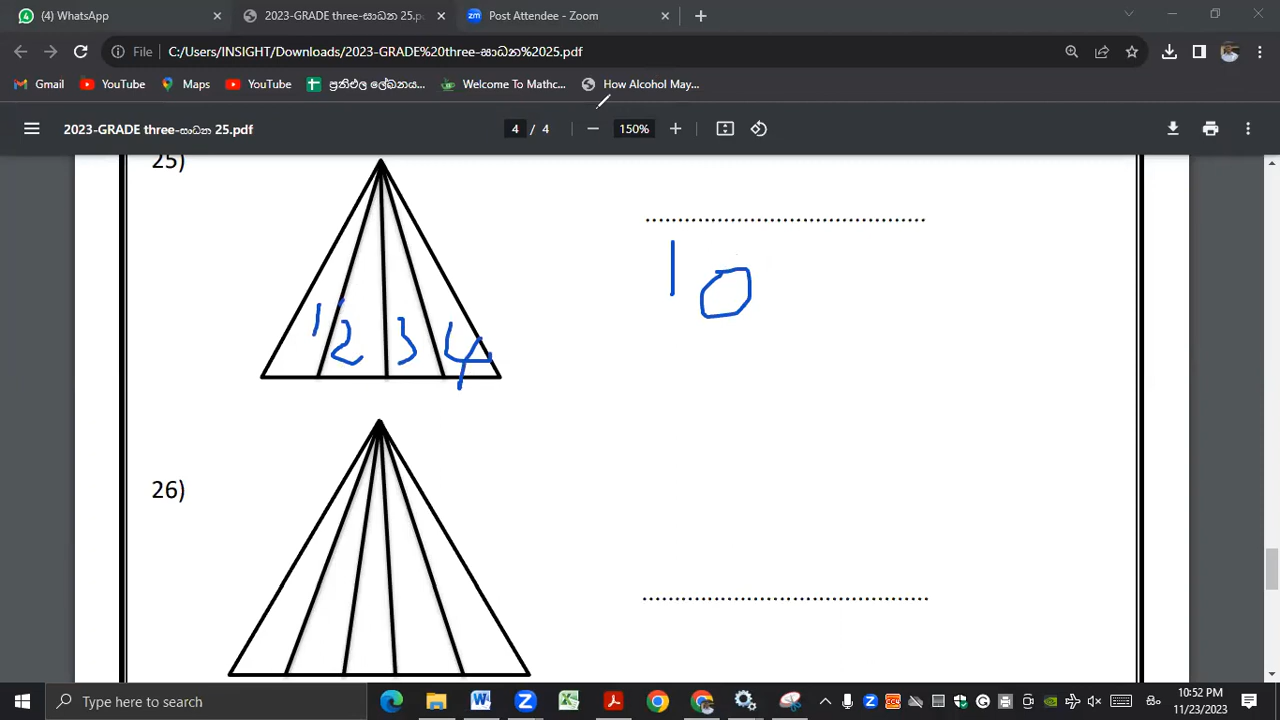 (4) WhatsApp
2023-GRADE three-සාධන 25.pdf
Post Attendee - Zoom
File C:/Users/INSIGHT/Downloads/2023-GRADE%20three-සාධන%2025.pdf
Gmail YouTube Maps YouTube ප්‍රතිඵල ලේඛනය... Welcome To Mathc... How Alcohol May...
2023-GRADE three-සාධන 25.pdf 4 / 4 150%
25)
10
1 2 3 4
26)
Type here to search
10:52 PM
11/23/2023